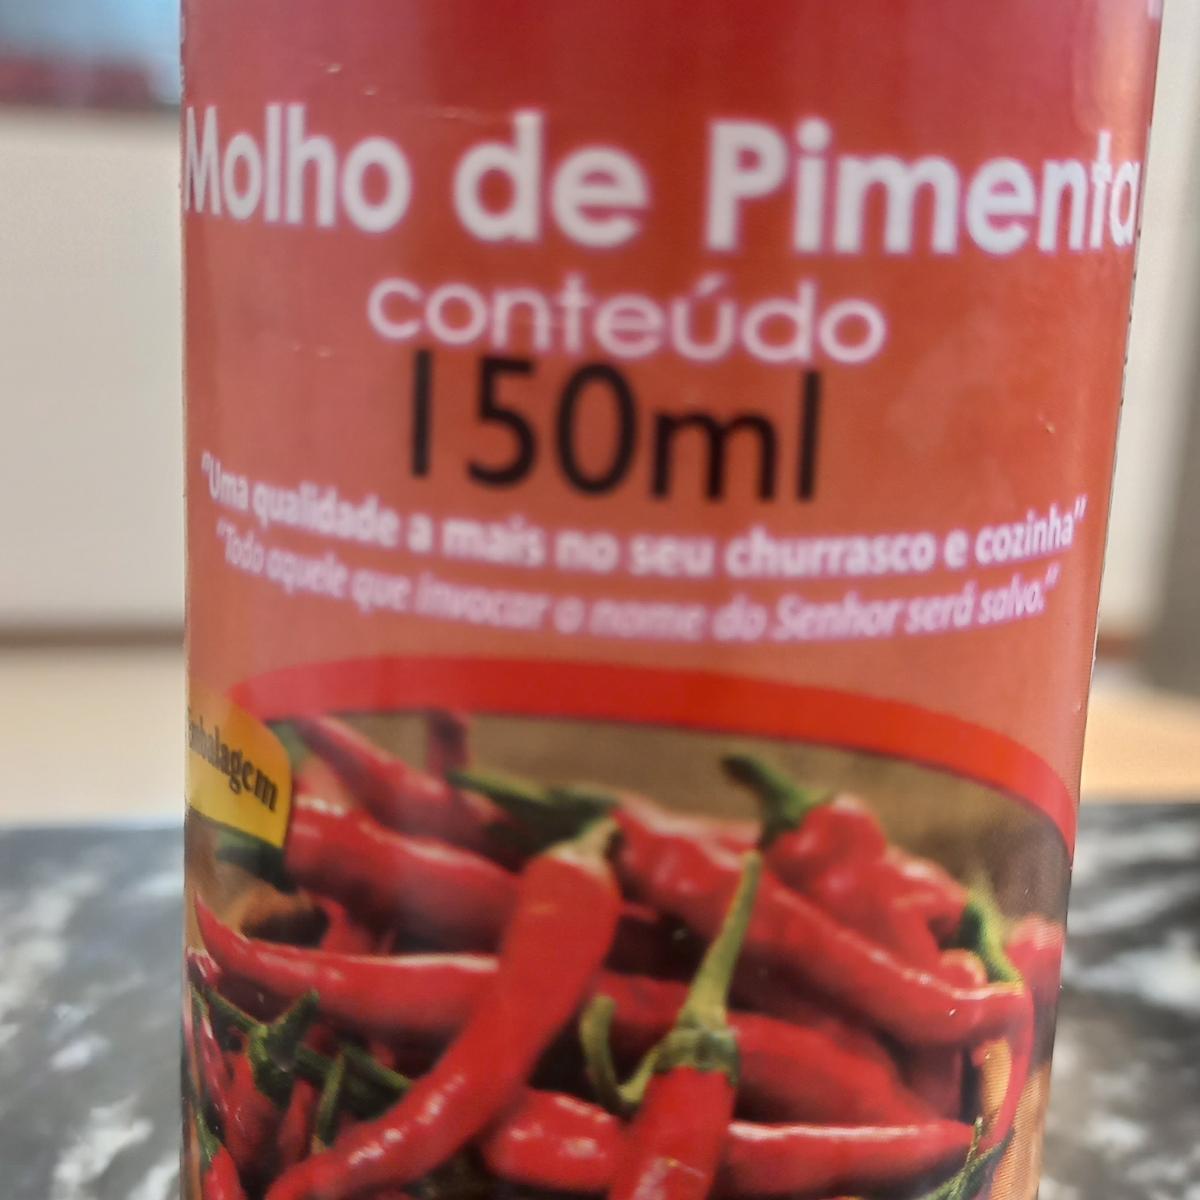 Molho de Pimenta
conteúdo
150ml
"Uma qualidade a mais no seu churrasco e cozinha"
"Todo aquele que invocar o nome do Senhor será salvo."
Embalagem